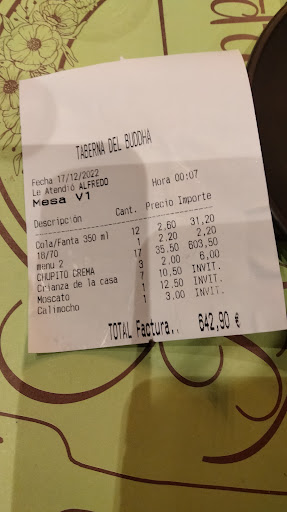 TABERNA DEL BUDDHA
Fecha 17/12/2022 Hora 00:07
Le Atendió ALFREDO
Mesa V1
Descripción Cant. Precio Importe
Cola/Fanta 350 ml 12 2,60 31,20
18/70 1 2,20 2,20
menu 2 17 35,50 603,50
CHUPITO CREMA 3 2,00 6,00
Crianza de la casa 7 10,50 INVIT.
Moscato 1 12,50 INVIT.
Calimocho 1 3,00 INVIT.
TOTAL Factura.. 642,90 €